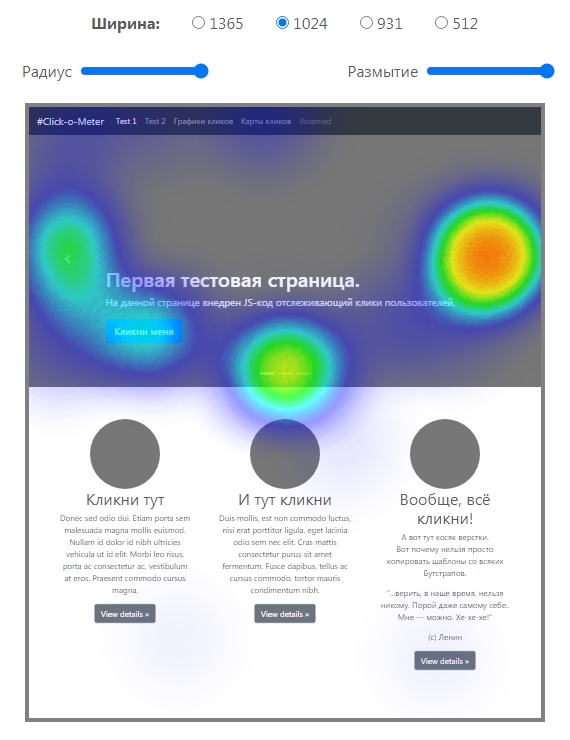 Ширина: 1365 1024 931 512
Радиус Размытие
#Click-o-Meter Test 1 Test 2 Графики кликов Карты кликов Reserved
Первая тестовая страница.
На данной странице внедрен JS-код отслеживающий клики пользователей.
Кликни меня
Кликни тут
Donec sed odio dui. Etiam porta sem
malesuada magna mollis euismod.
Nullam id dolor id nibh ultricies
vehicula ut id elit. Morbi leo risus,
porta ac consectetur ac, vestibulum
at eros. Praesent commodo cursus
magna.
View details »
И тут кликни
Duis mollis, est non commodo luctus,
nisi erat porttitor ligula, eget lacinia
odio sem nec elit. Cras mattis
consectetur purus sit amet
fermentum. Fusce dapibus, tellus ac
cursus commodo, tortor mauris
condimentum nibh.
View details »
Вообще, всё
кликни!
А вот тут косяк верстки.
Вот почему нельзя просто
копировать шаблоны со всяких
Бутстрапов.
"...верить, в наше время, нельзя
никому. Порой даже самому себе..
Мне — можно. Хе-хе-хе!"
(с) Ленин
View details »